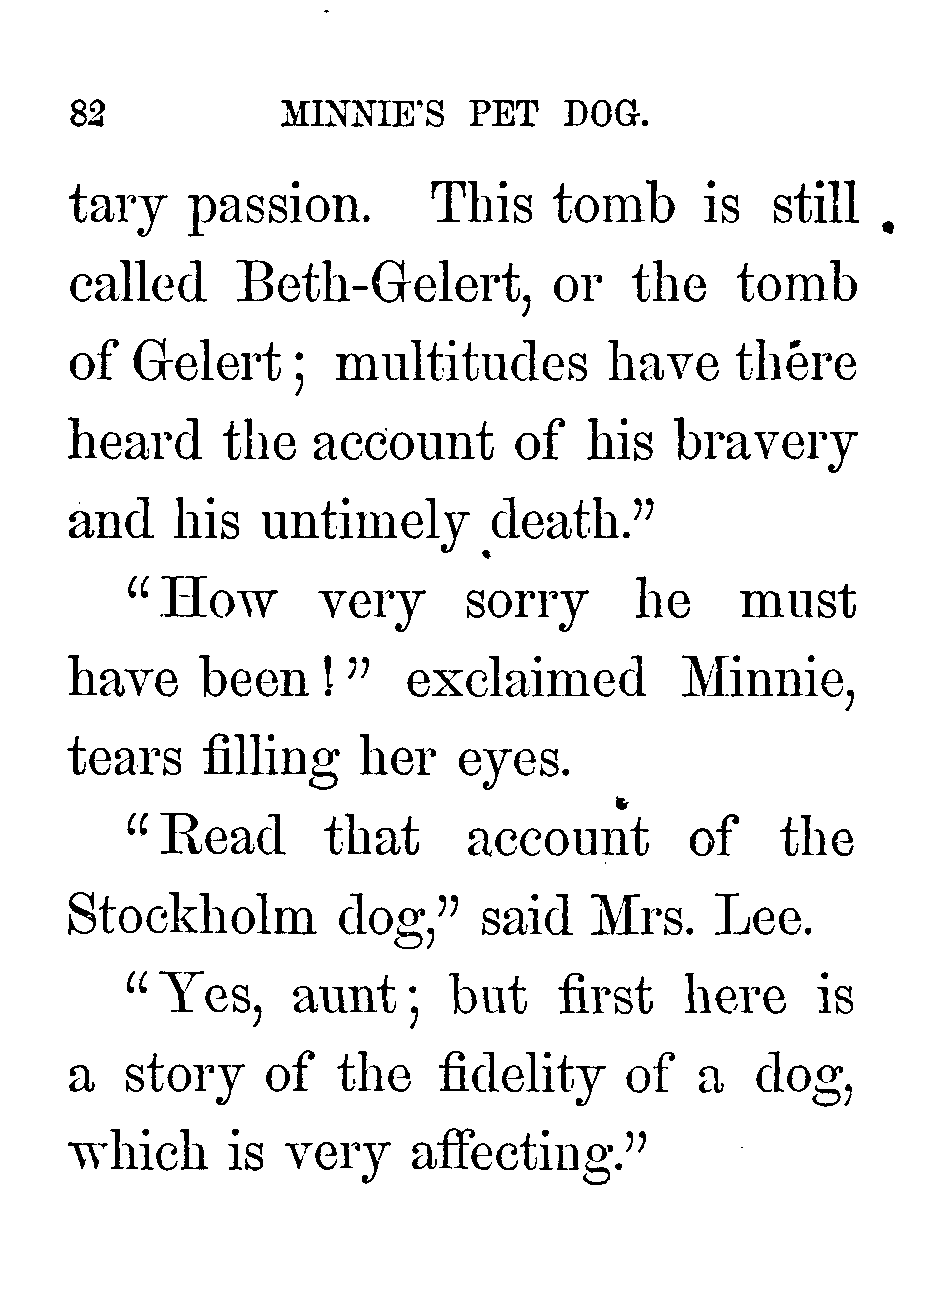 82 MINNIE'S PET DOG.
tary passion. This tomb is still
called Beth-Gelert, or the tomb
of Gelert; multitudes have there
heard the account of his bravery
and his untimely death."
"How very sorry he must
have been!" exclaimed Minnie,
tears filling her eyes.
"Read that account of the
Stockholm dog," said Mrs. Lee.
"Yes, aunt; but first here is
a story of the fidelity of a dog,
which is very affecting."